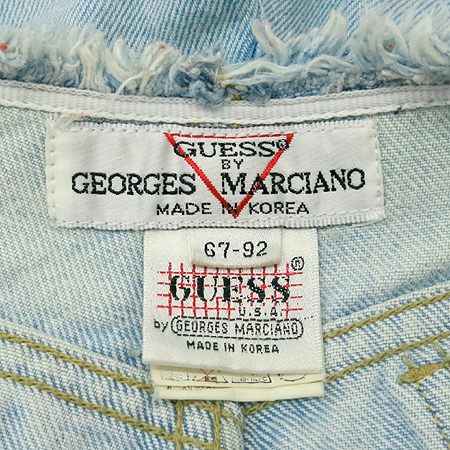 GUESS®
BY
GEORGES MARCIANO
MADE IN KOREA
67-92
GUESS®
U.S.A.
by GEORGES MARCIANO
MADE IN KOREA